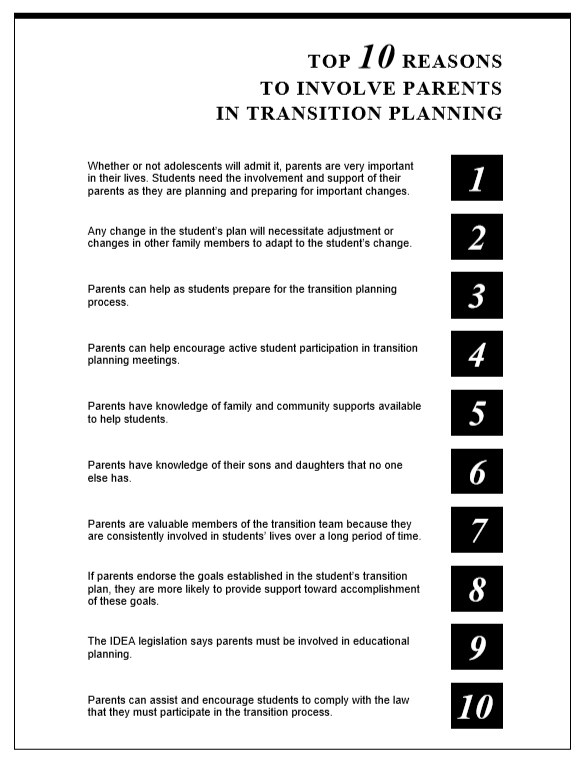 TOP 10 REASONS
TO INVOLVE PARENTS
IN TRANSITION PLANNING
Whether or not adolescents will admit it, parents are very important
in their lives. Students need the involvement and support of their
parents as they are planning and preparing for important changes.
1
Any change in the student's plan will necessitate adjustment or
changes in other family members to adapt to the student's change.
2
Parents can help as students prepare for the transition planning
process.
3
Parents can help encourage active student participation in transition
planning meetings.
4
Parents have knowledge of family and community supports available
to help students.
5
Parents have knowledge of their sons and daughters that no one
else has.
6
Parents are valuable members of the transition team because they
are consistently involved in students' lives over a long period of time.
7
If parents endorse the goals established in the student's transition
plan, they are more likely to provide support toward accomplishment
of these goals.
8
The IDEA legislation says parents must be involved in educational
planning.
9
Parents can assist and encourage students to comply with the law
that they must participate in the transition process.
10